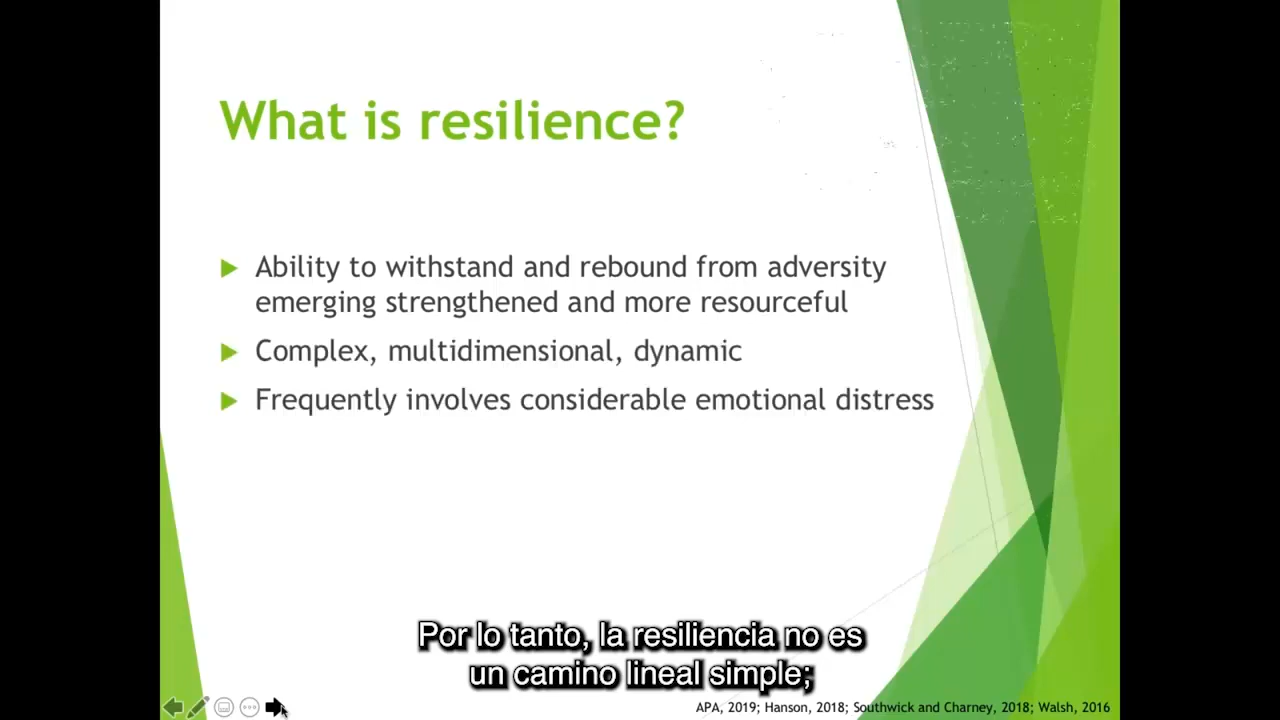 What is resilience?
Ability to withstand and rebound from adversity
emerging strengthened and more resourceful
Complex, multidimensional, dynamic
Frequently involves considerable emotional distress
Por lo tanto, la resiliencia no es
un camino lineal simple;
APA, 2019; Hanson, 2018; Southwick and Charney, 2018; Walsh, 2016